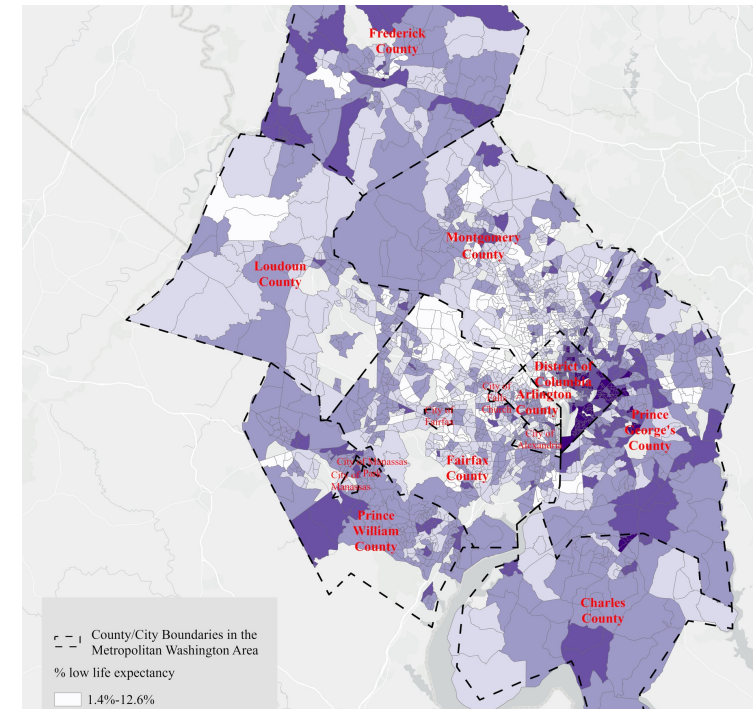 Frederick
County
Montgomery
County
Loudoun
County
District of
Columbia
City of
Falls
Church
Arlington
County
City of
Fairfax
City of
Alexandria
Prince
George's
County
Fairfax
County
City of Manassas
Park
City of
Manassas
Prince
William
County
Charles
County
County/City Boundaries in the
Metropolitan Washington Area
% low life expectancy
1.4%-12.6%